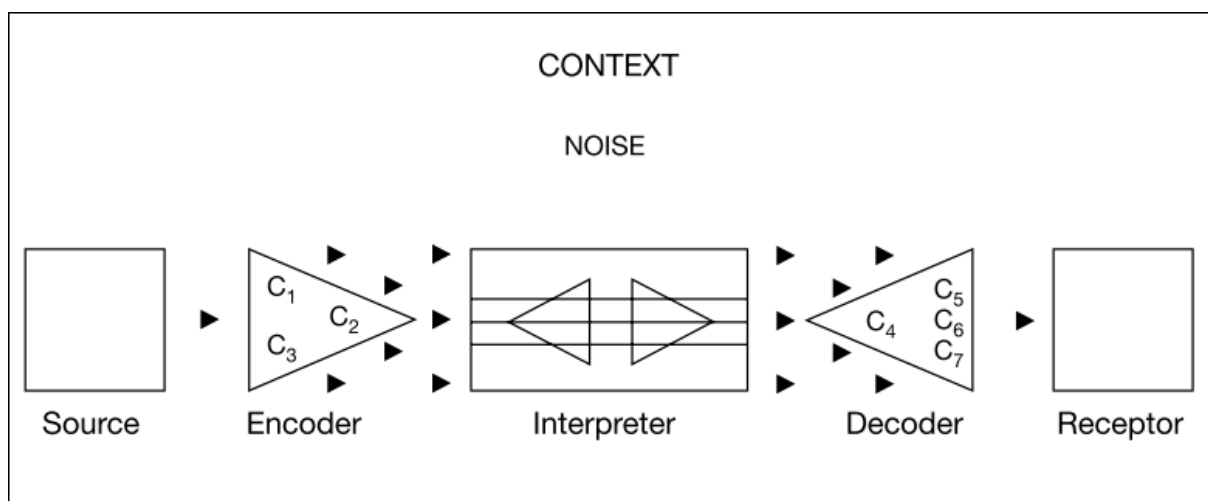 CONTEXT
NOISE
C₁
C₂
C₃
C₄
C₅
C₆
C₇
Source
Encoder
Interpreter
Decoder
Receptor